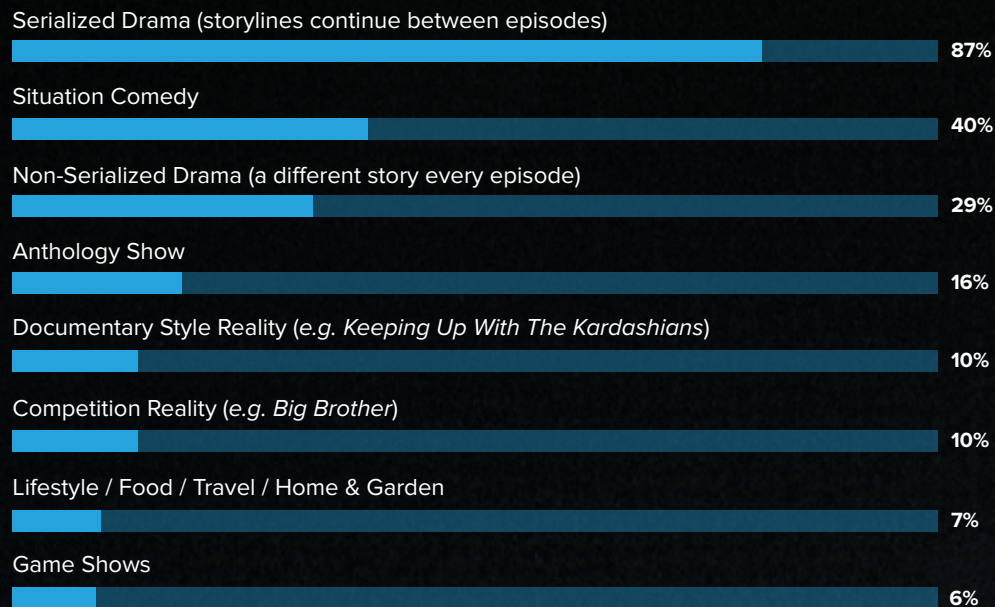 Serialized Drama (storylines continue between episodes)
87%
Situation Comedy
40%
Non-Serialized Drama (a different story every episode)
29%
Anthology Show
16%
Documentary Style Reality (e.g. Keeping Up With The Kardashians)
10%
Competition Reality (e.g. Big Brother)
10%
Lifestyle / Food / Travel / Home & Garden
7%
Game Shows
6%